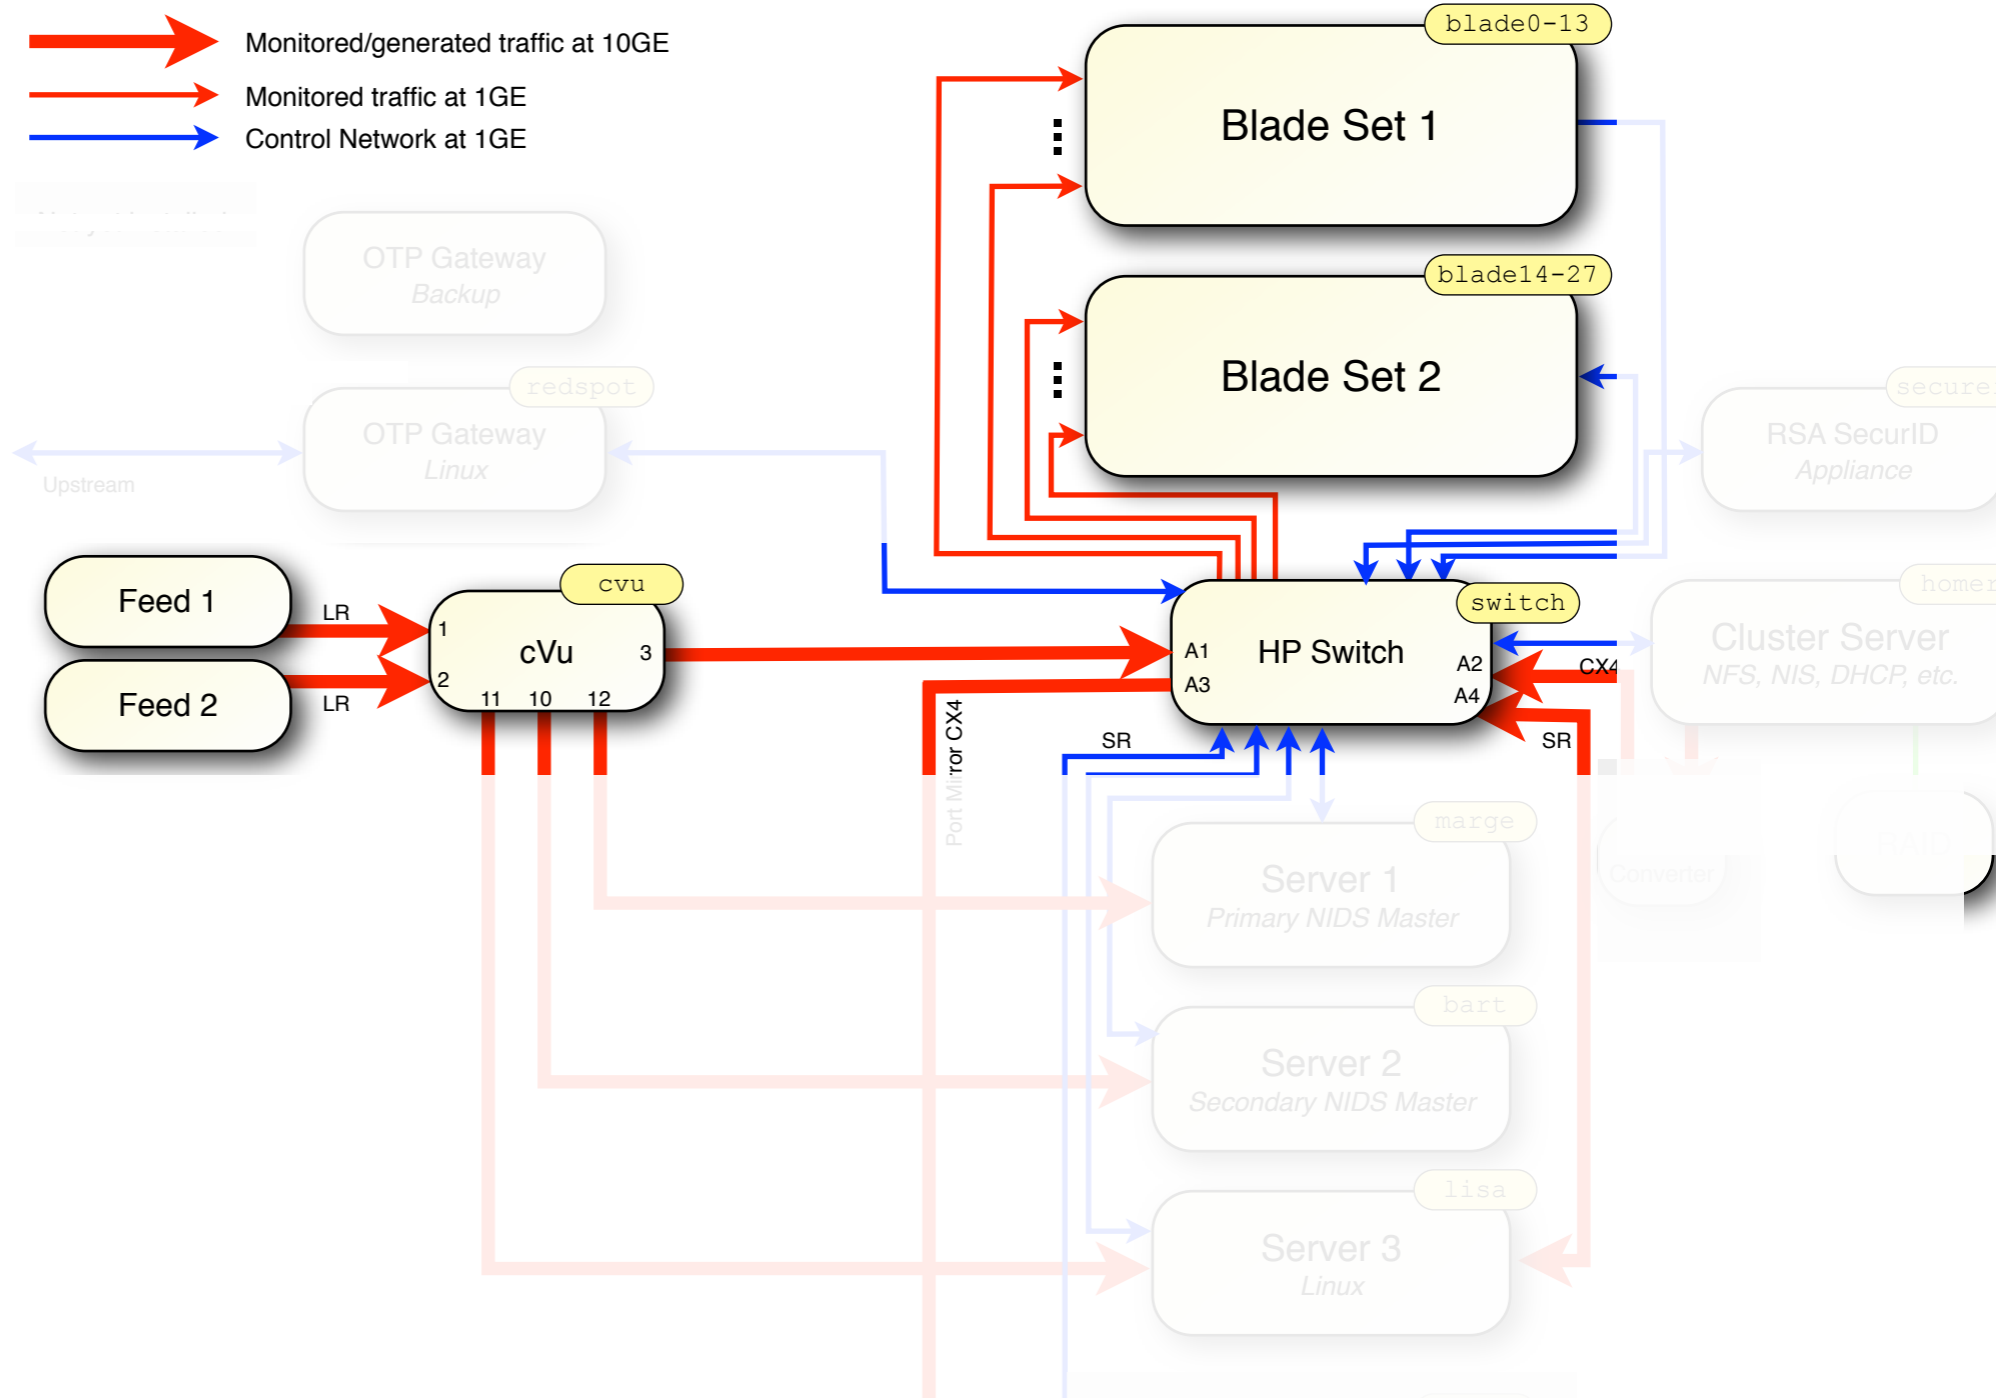 Monitored/generated traffic at 10GE
Monitored traffic at 1GE
Control Network at 1GE
blade0-13
Blade Set 1
blade14-27
Blade Set 2
OTP Gateway
Backup
redspot
OTP Gateway
Linux
Upstream
RSA SecurID
Appliance
Feed 1
LR
Feed 2
LR
cvu
cVu
1
2
3
11
10
12
switch
HP Switch
A1
A3
A2
A4
homer
Cluster Server
NFS, NIS, DHCP, etc.
CX4
SR
SR
Port Mirror CX4
marge
Server 1
Primary NIDS Master
Converter
RAID
bart
Server 2
Secondary NIDS Master
lisa
Server 3
Linux